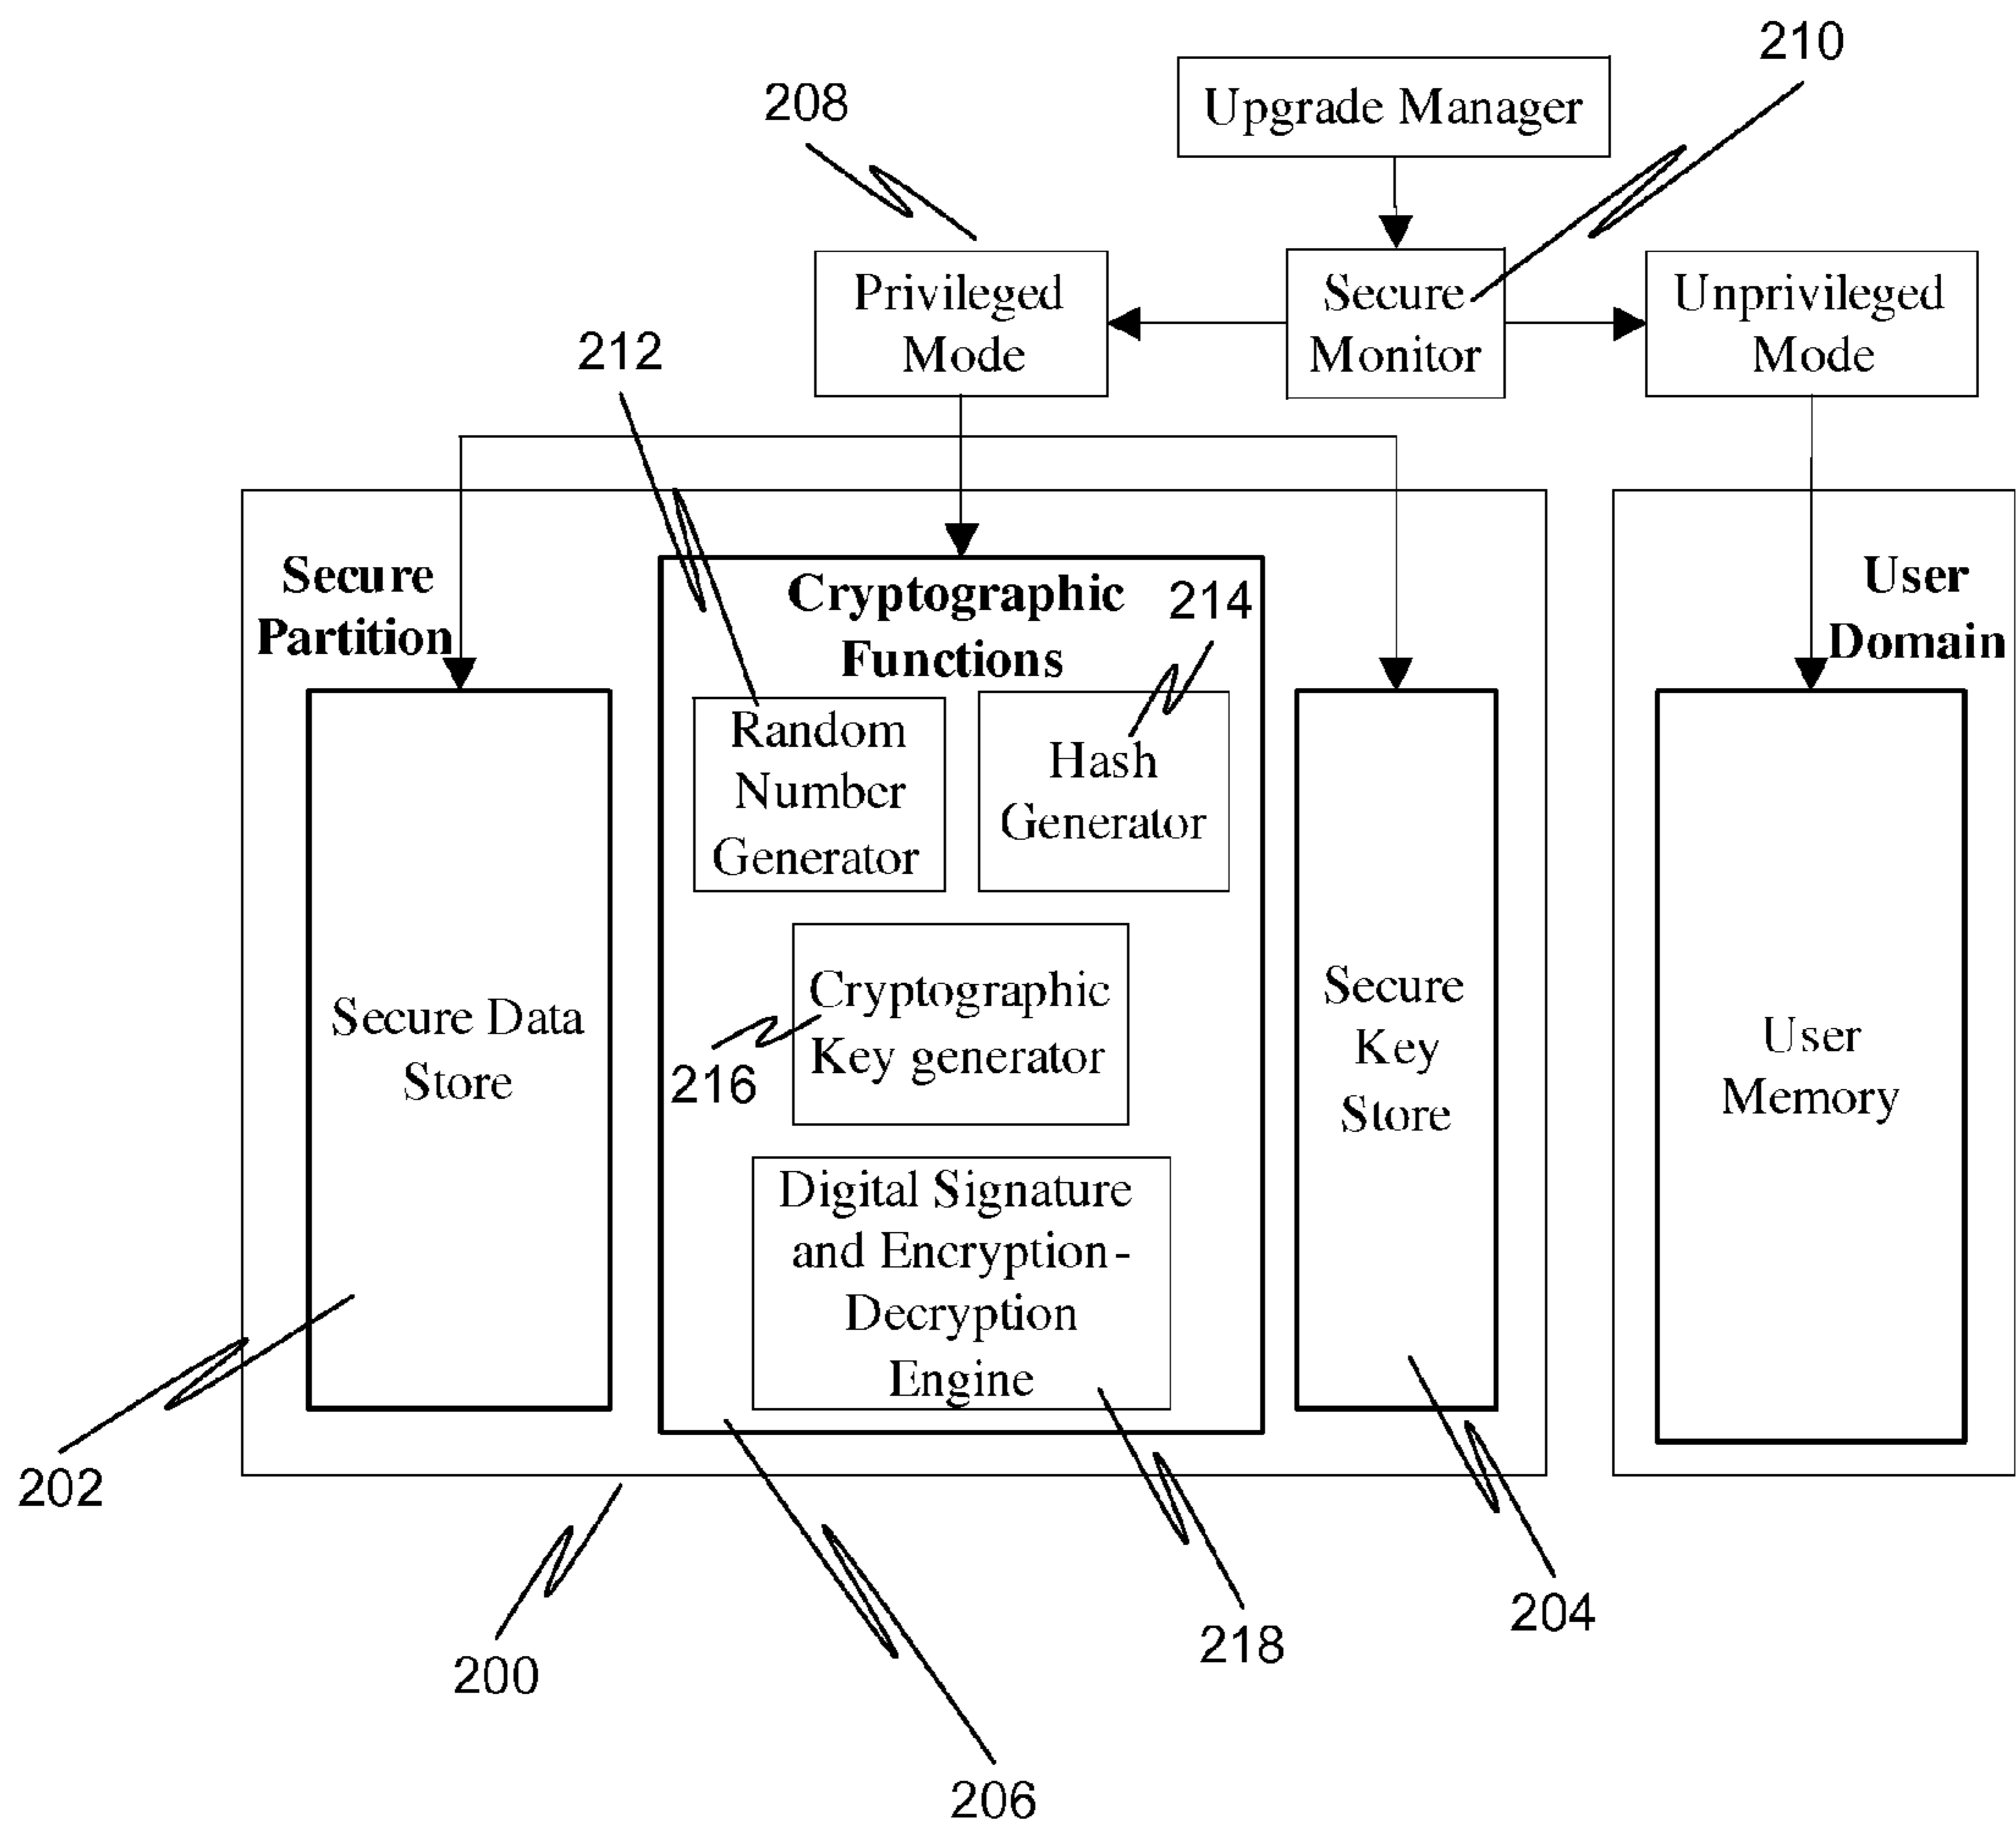 210
208
Upgrade Manager
Privileged
Mode
Secure
Monitor
Unprivileged
Mode
212
Secure
Partition
Cryptographic
Functions
214
User
Domain
Random
Number
Generator
Hash
Generator
Cryptographic
Key generator
216
Secure Data
Store
Secure
Key
Store
User
Memory
Digital Signature
and Encryption-
Decryption
Engine
202
200
218
204
206